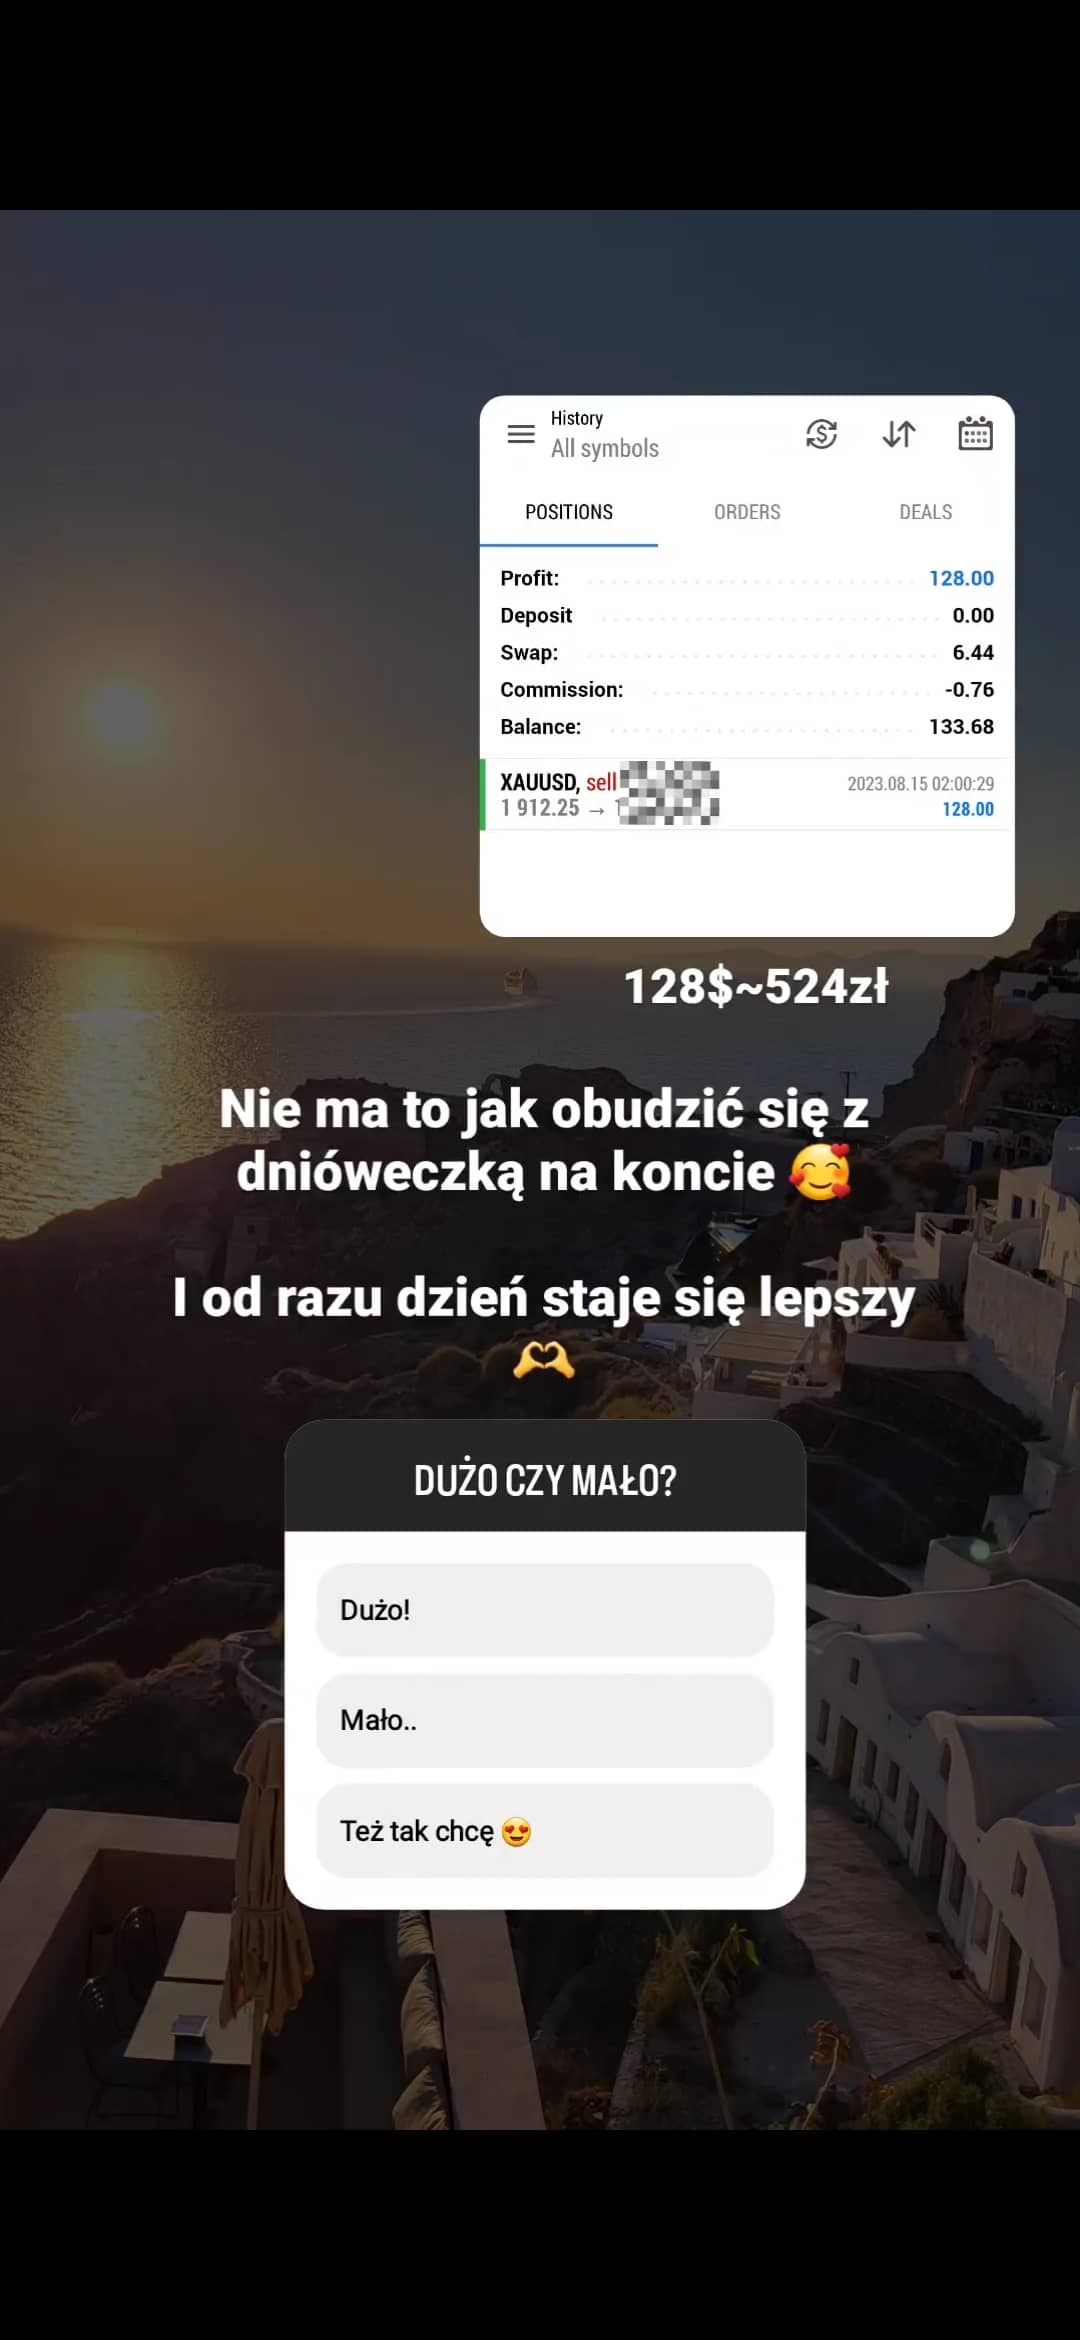 History
All symbols
POSITIONS ORDERS DEALS
Profit: 128.00
Deposit 0.00
Swap: 6.44
Commission: -0.76
Balance: 133.68
XAUUSD, sell 2023.08.15 02:00:29
1 912.25 → 128.00
128$~524zł
Nie ma to jak obudzić się z
dnióweczką na koncie 🥰
I od razu dzień staje się lepszy
🫶
DUŻO CZY MAŁO?
Dużo!
Mało..
Też tak chcę 😍